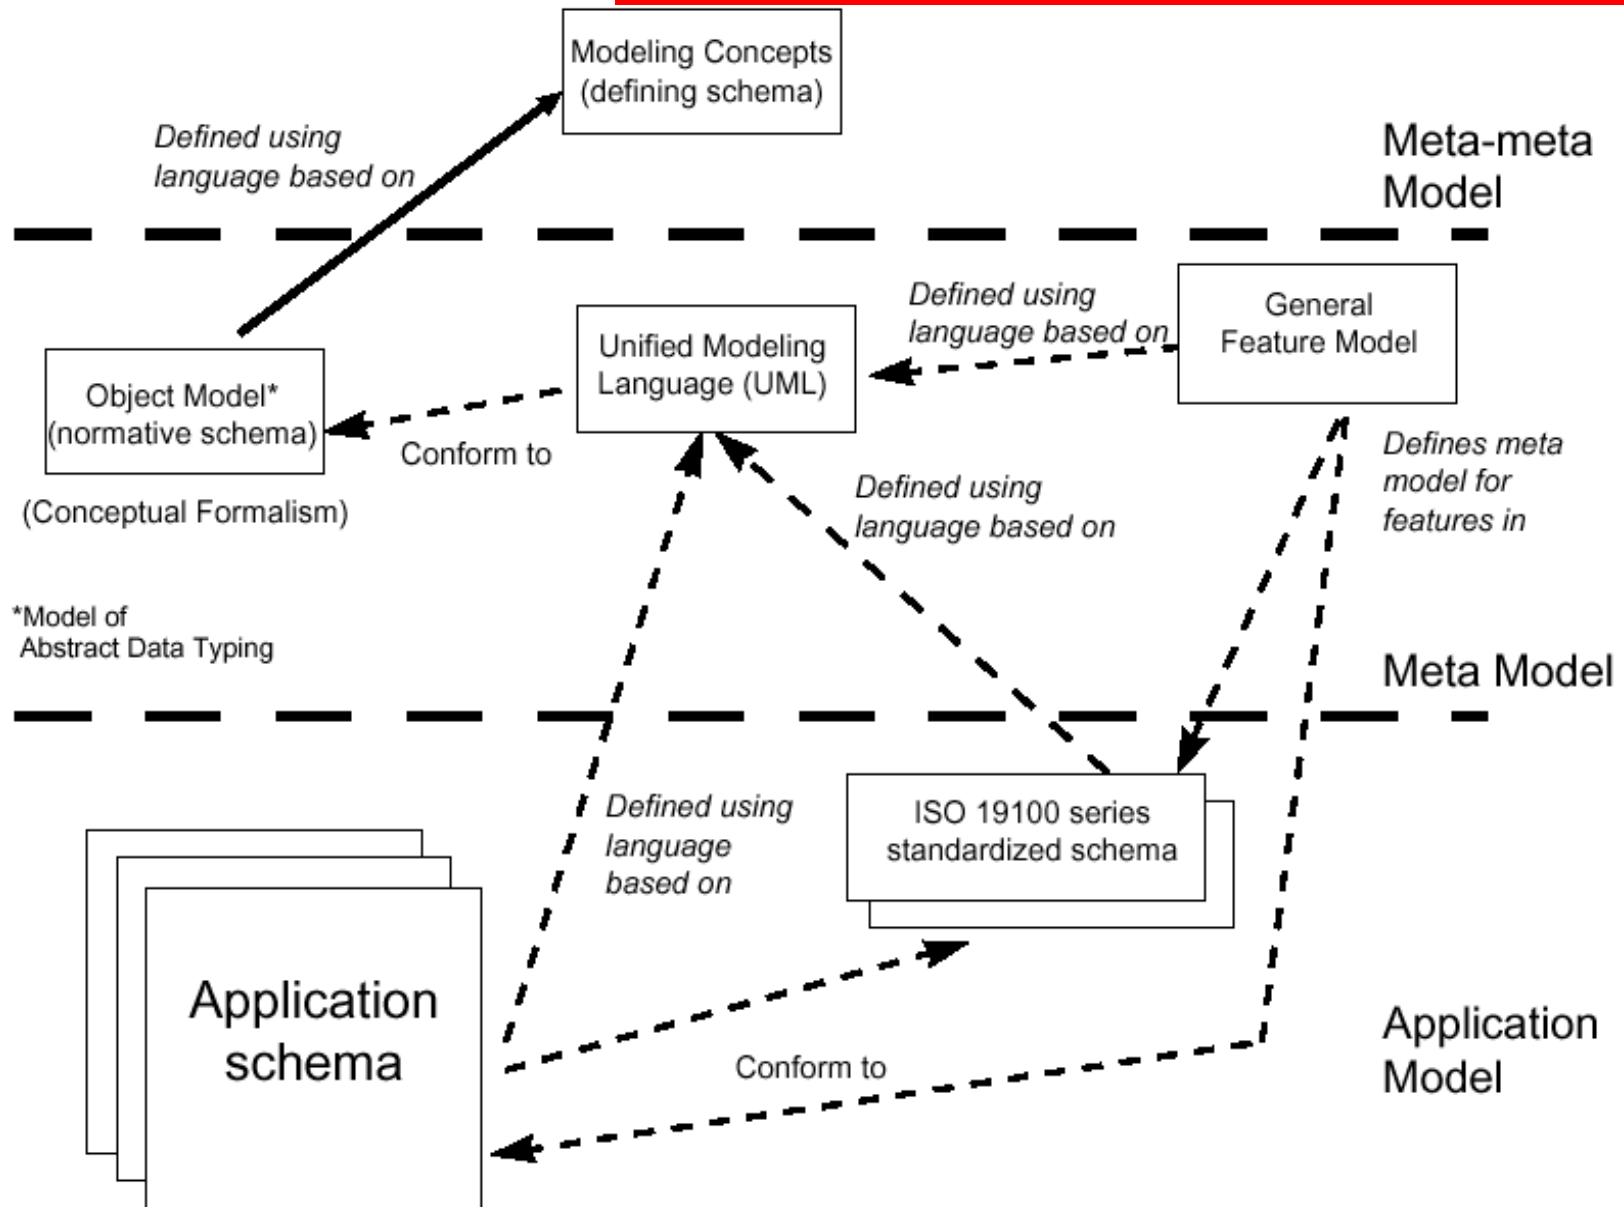 Modeling Concepts
(defining schema)
Defined using
language based on
Meta-meta
Model
Defined using
language based on
General
Feature Model
Unified Modeling
Language (UML)
Object Model*
(normative schema)
Conform to
(Conceptual Formalism)
Defines meta
model for
features in
Defined using
language based on
*Model of
Abstract Data Typing
Meta Model
Defined using
language
based on
ISO 19100 series
standardized schema
Application
schema
Conform to
Application
Model